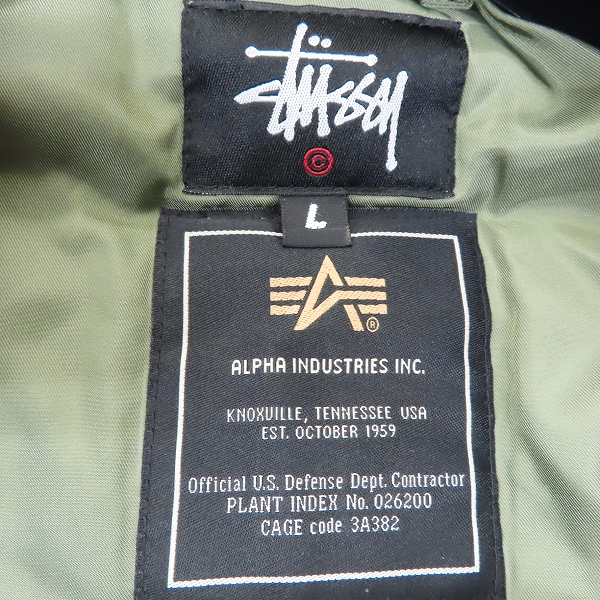 stüssy
©
L
®
ALPHA INDUSTRIES INC.
KNOXVILLE, TENNESSEE USA
EST. OCTOBER 1959
Official U.S. Defense Dept. Contractor
PLANT INDEX No. 026200
CAGE code 3A382